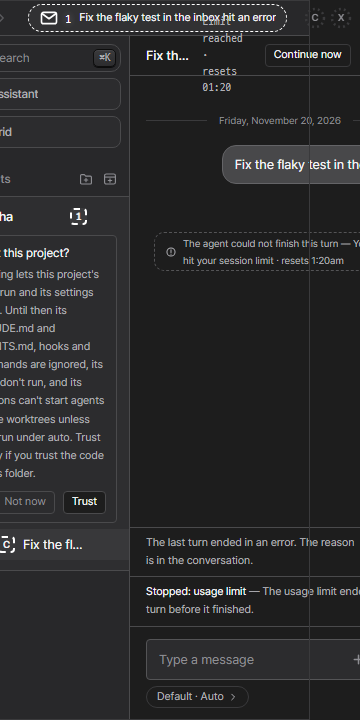 1 Fix the flaky test in the inbox hit an error
C
earch ⌘K
ssistant
rid
ts
ha 1
t this project?
ing lets this project's
run and its settings
. Until then its
UDE.md and
NTS.md, hooks and
mands are ignored, its
don't run, and its
ons can't start agents
e worktrees unless
run under auto. Trust
y if you trust the code
s folder.
Not now Trust
C Fix the fl...
Fix th...
Limit
reached
·
resets
01:20
Continue now
Friday, November 20, 2026
Fix the flaky test in the
The agent could not finish this turn — Yo
hit your session limit · resets 1:20am
The last turn ended in an error. The reason
is in the conversation.
Stopped: usage limit — The usage limit ende
turn before it finished.
Type a message
Default · Auto